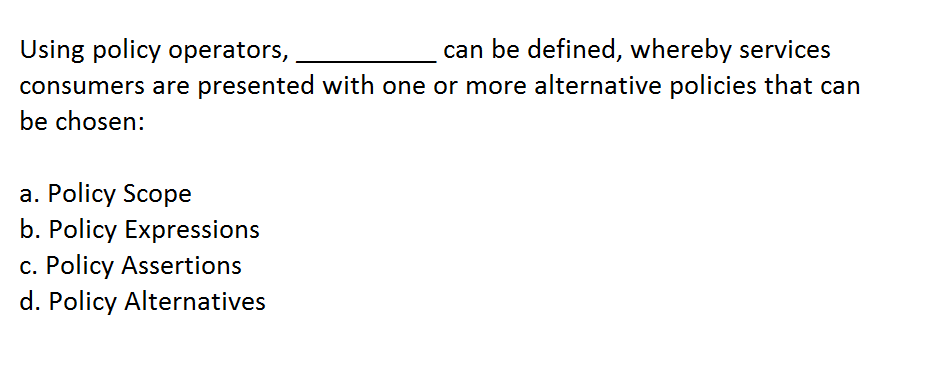 Using policy operators, __________ can be defined, whereby services
consumers are presented with one or more alternative policies that can
be chosen:
a. Policy Scope
b. Policy Expressions
c. Policy Assertions
d. Policy Alternatives